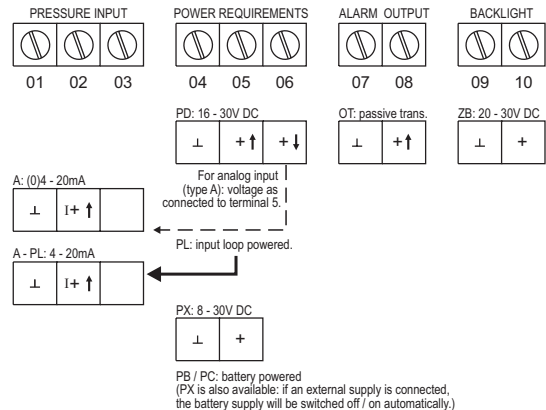 PRESSURE INPUT POWER REQUIREMENTS ALARM OUTPUT BACKLIGHT
01 02 03 04 05 06 07 08 09 10
PD: 16 - 30V DC OT: passive trans. ZB: 20 - 30V DC
⊥ +↑ +↓ ⊥ +↑ ⊥ +
For analog input
(type A): voltage as
connected to terminal 5.
A: (0)4 - 20mA
⊥ I+ ↑
PL: input loop powered.
A - PL: 4 - 20mA
⊥ I+ ↑
PX: 8 - 30V DC
⊥ +
PB / PC: battery powered
(PX is also available: if an external supply is connected,
the battery supply will be switched off / on automatically.)